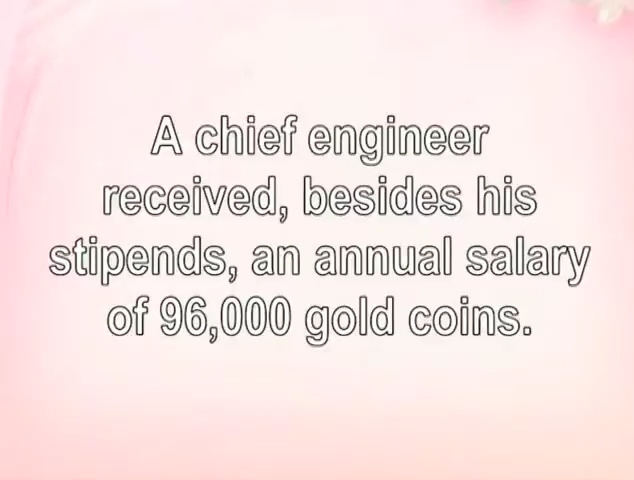 A chief engineer
received, besides his
stipends, an annual salary
of 96,000 gold coins.